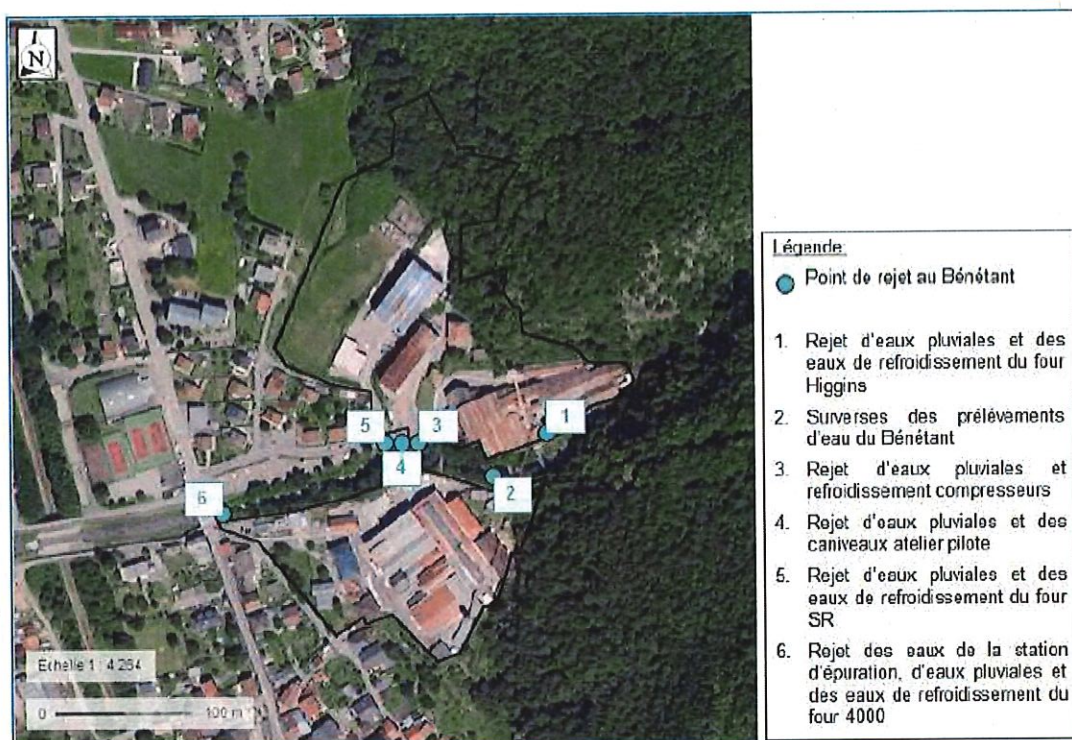 N
5
3
1
4
2
6
Échelle 1 : 4 264
0 100 m
Légende:
Point de rejet au Bénétant
1. Rejet d'eaux pluviales et des
eaux de refroidissement du four
Higgins
2. Surverses des prélèvements
d'eau du Bénétant
3. Rejet d'eaux pluviales et
refroidissement compresseurs
4. Rejet d'eaux pluviales et des
caniveaux atelier pilote
5. Rejet d'eaux pluviales et des
eaux de refroidissement du four
SR
6. Rejet des eaux de la station
d'épuration, d'eaux pluviales et
des eaux de refroidissement du
four 4000